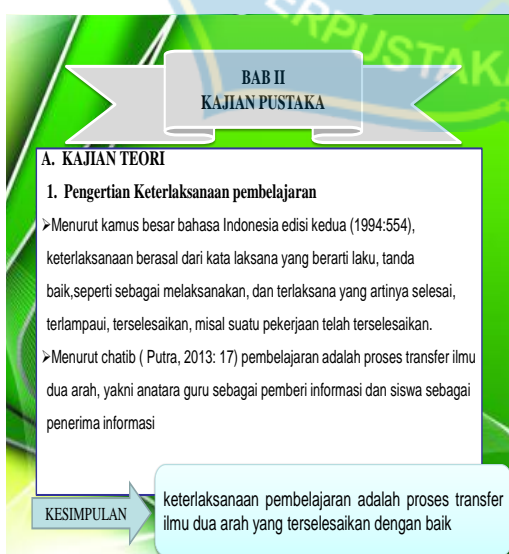 ERPUSTAKA
BAB II
KAJIAN PUSTAKA
A. KAJIAN TEORI
1. Pengertian Keterlaksanaan pembelajaran
➢Menurut kamus besar bahasa Indonesia edisi kedua (1994:554),
keterlaksanaan berasal dari kata laksana yang berarti laku, tanda
baik,seperti sebagai melaksanakan, dan terlaksana yang artinya selesai,
terlampaui, terselesaikan, misal suatu pekerjaan telah terselesaikan.
➢Menurut chatib ( Putra, 2013: 17) pembelajaran adalah proses transfer ilmu
dua arah, yakni anatara guru sebagai pemberi informasi dan siswa sebagai
penerima informasi
KESIMPULAN
keterlaksanaan pembelajaran adalah proses transfer
ilmu dua arah yang terselesaikan dengan baik